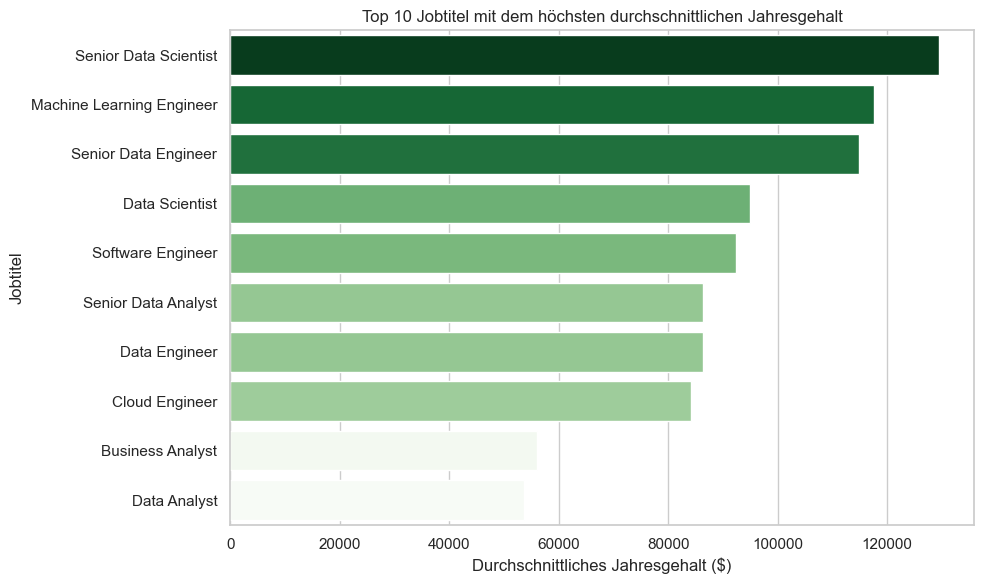 Top 10 Jobtitel mit dem höchsten durchschnittlichen Jahresgehalt
Jobtitel
Senior Data Scientist
Machine Learning Engineer
Senior Data Engineer
Data Scientist
Software Engineer
Senior Data Analyst
Data Engineer
Cloud Engineer
Business Analyst
Data Analyst
0 20000 40000 60000 80000 100000 120000
Durchschnittliches Jahresgehalt ($)